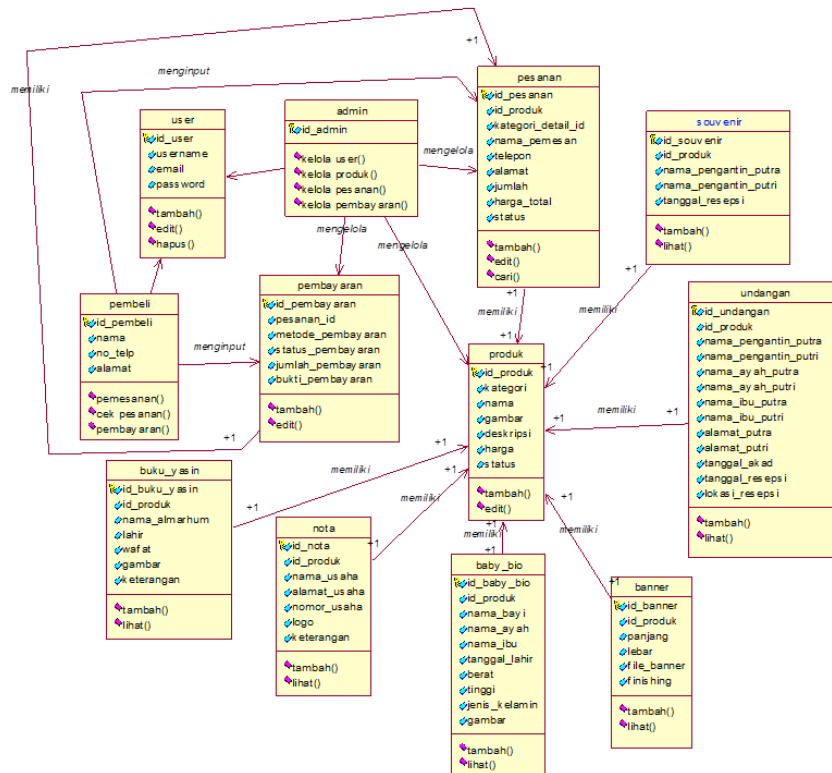 +1
memiliki
menginput
pesanan
id_pesanan
id_produk
kategori_detail_id
nama_pemesan
telepon
alamat
jumlah
harga_total
status
tambah()
edit()
cari()
user
id_user
username
email
password
tambah()
edit()
hapus()
admin
id_admin
kelola user()
kelola produk()
kelola pesanan()
kelola pembayaran()
mengelola
mengelola
mengelola
souvenir
id_souvenir
id_produk
nama_pengantin_putra
nama_pengantin_putri
tanggal_resepsi
tambah()
lihat()
+1
pembeli
id_pembeli
nama
no_telp
alamat
pemesanan()
cek pesanan()
pembayaran()
menginput
+1
pembayaran
id_pembayaran
pesanan_id
metode_pembayaran
status_pembayaran
jumlah_pembayaran
bukti_pembayaran
tambah()
edit()
+1
memiliki
+1
produk
id_produk
kategori
nama
gambar
deskripsi
harga
status
tambah()
edit()
+1
+1
memiliki
+1
undangan
id_undangan
id_produk
nama_pengantin_putra
nama_pengantin_putri
nama_ayah_putra
nama_ayah_putri
nama_ibu_putra
nama_ibu_putri
alamat_putra
alamat_putri
tanggal_akad
tanggal_resepsi
lokasi_resepsi
tambah()
lihat()
buku_yasin
id_buku_yasin
id_produk
nama_almarhum
lahir
wafat
gambar
keterangan
tambah()
lihat()
+1
memiliki
+1
nota
id_nota
id_produk
nama_usaha
alamat_usaha
nomor_usaha
logo
keterangan
tambah()
lihat()
+1
memiliki
+1
+1
memiliki
+1
baby_bio
id_baby_bio
id_produk
nama_bayi
nama_ayah
nama_ibu
tanggal_lahir
berat
tinggi
jenis_kelamin
gambar
tambah()
lihat()
+1
memiliki
+1
banner
id_banner
id_produk
panjang
lebar
file_banner
finishing
tambah()
lihat()